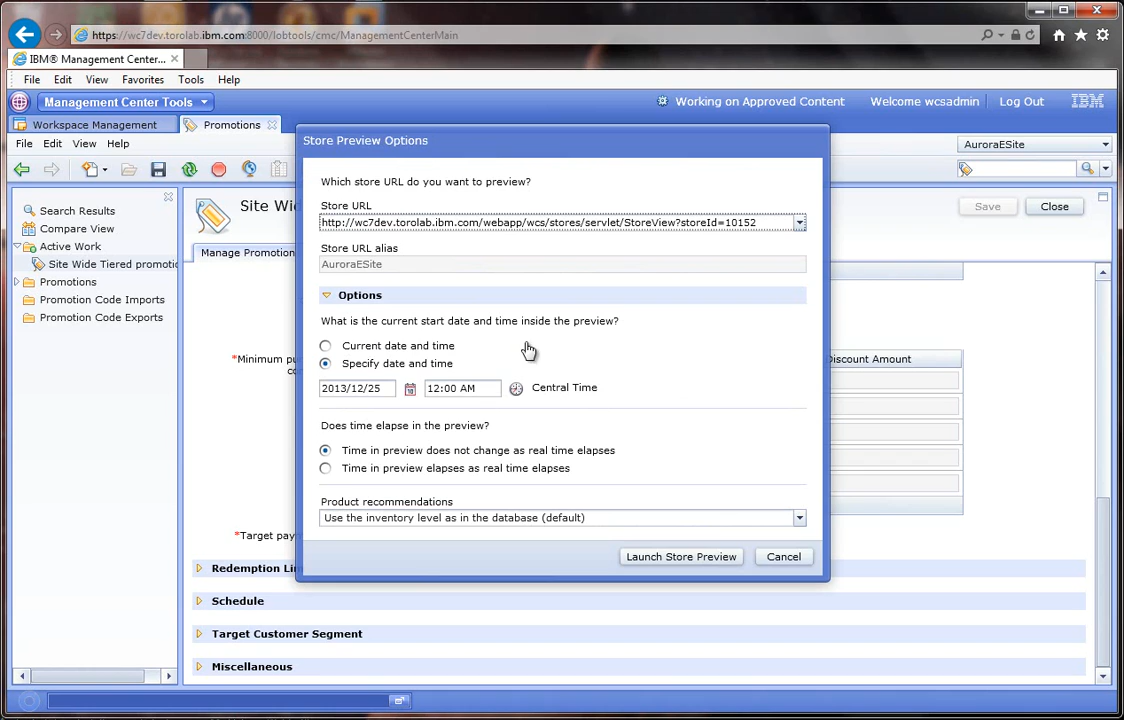 https://wc7dev.torolab.ibm.com:8000/lobtools/cmc/ManagementCenterMain
IBM® Management Center...
File Edit View Favorites Tools Help
Management Center Tools
Working on Approved Content Welcome wcsadmin Log Out IBM
Workspace Management Promotions
File Edit View Help
AuroraESite
Search Results
Compare View
Active Work
Site Wide Tiered promotic
Promotions
Promotion Code Imports
Promotion Code Exports
Site Wi
Save Close
Manage Promotion
*Minimum pu
co
Discount Amount
*Target pay
Redemption Lin
Schedule
Target Customer Segment
Miscellaneous
Store Preview Options
Which store URL do you want to preview?
Store URL
http://wc7dev.torolab.ibm.com/webapp/wcs/stores/servlet/StoreView?storeId=10152
Store URL alias
AuroraESite
Options
What is the current start date and time inside the preview?
Current date and time
Specify date and time
2013/12/25 12:00 AM Central Time
Does time elapse in the preview?
Time in preview does not change as real time elapses
Time in preview elapses as real time elapses
Product recommendations
Use the inventory level as in the database (default)
Launch Store Preview Cancel